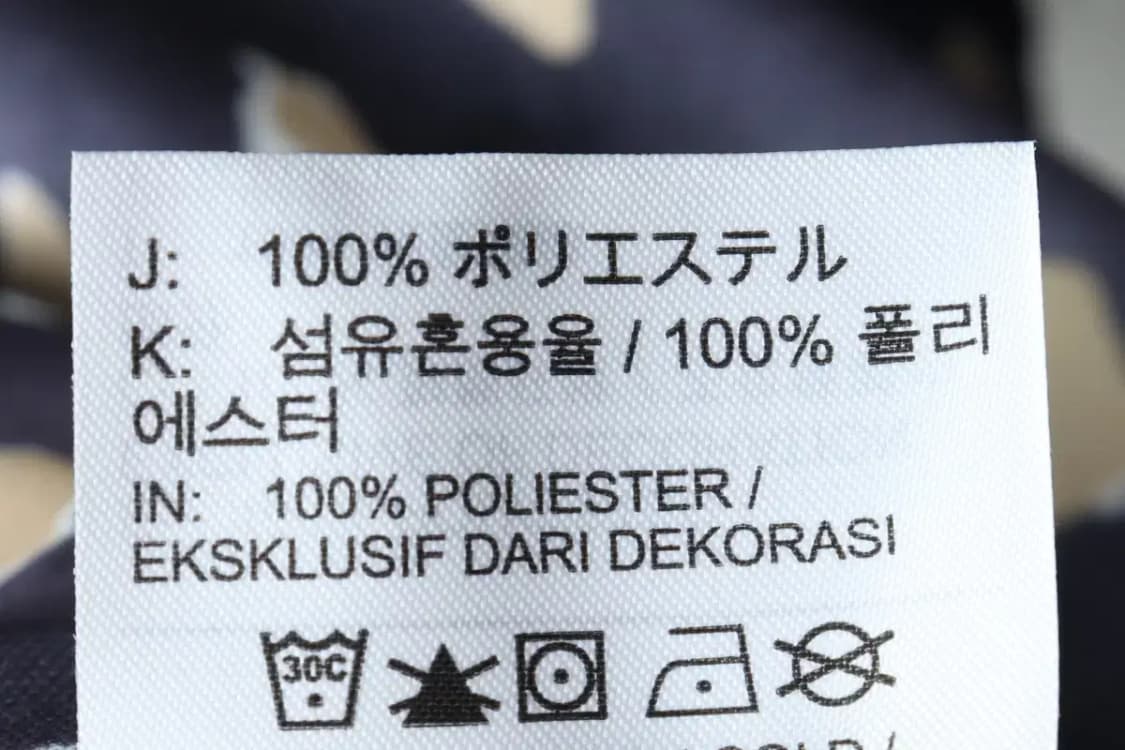 J: 100% ポリエステル
K: 섬유혼용율 / 100% 폴리
에스터
IN: 100% POLIESTER /
EKSKLUSIF DARI DEKORASI
30C